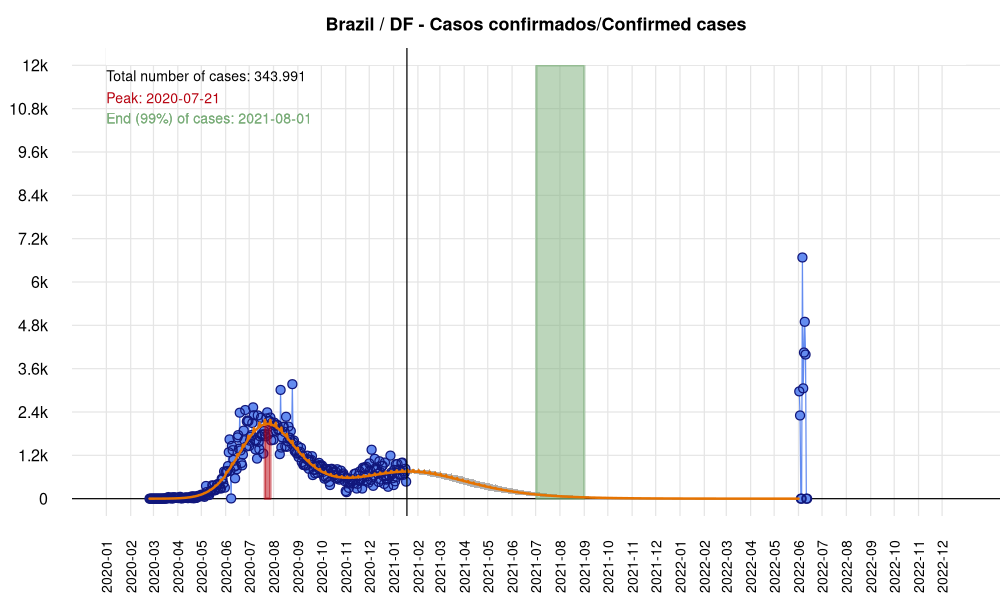 Brazil / DF - Casos confirmados/Confirmed cases
Total number of cases: 343.991
Peak: 2020-07-21
End (99%) of cases: 2021-08-01
12k
10.8k
9.6k
8.4k
7.2k
6k
4.8k
3.6k
2.4k
1.2k
0
2020-01
2020-02
2020-03
2020-04
2020-05
2020-06
2020-07
2020-08
2020-09
2020-10
2020-11
2020-12
2021-01
2021-02
2021-03
2021-04
2021-05
2021-06
2021-07
2021-08
2021-09
2021-10
2021-11
2021-12
2022-01
2022-02
2022-03
2022-04
2022-05
2022-06
2022-07
2022-08
2022-09
2022-10
2022-11
2022-12